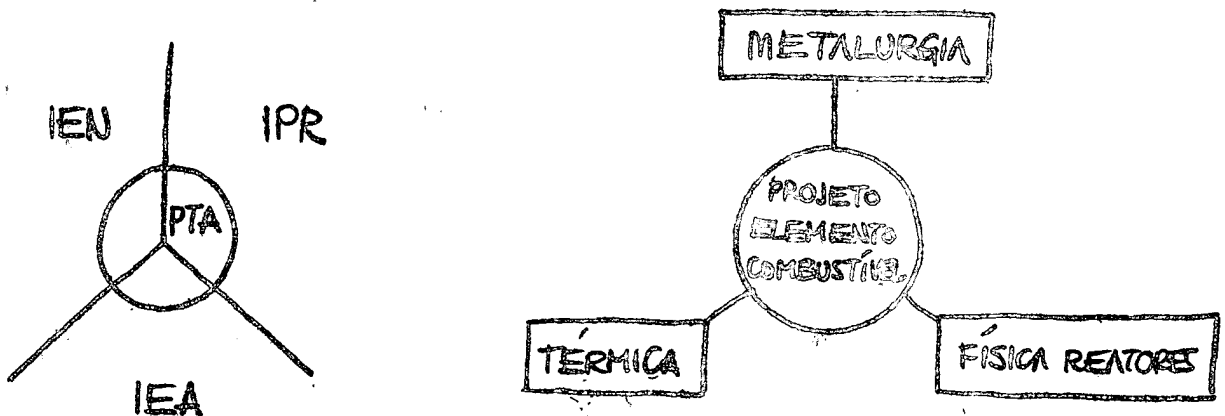 IEN
IPR
PTA
IEA
METALURGIA
PROJETO
ELEMENTO
COMBUSTÍVEL
TÉRMICA
FÍSICA REATORES